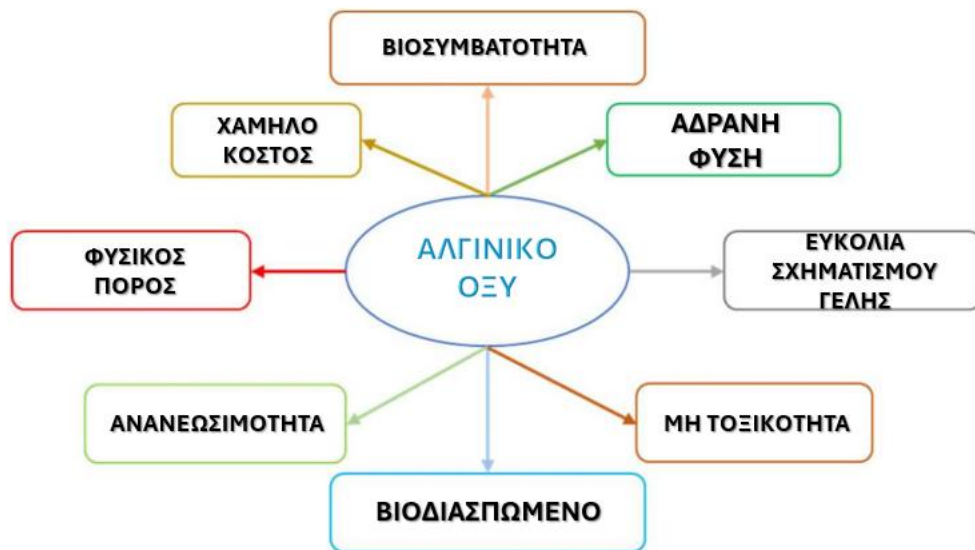 ΒΙΟΣΥΜΒΑΤΟΤΗΤΑ
ΧΑΜΗΛΟ
ΚΟΣΤΟΣ
ΑΔΡΑΝΗ
ΦΥΣΗ
ΑΛΓΙΝΙΚΟ
ΟΞΥ
ΦΥΣΙΚΟΣ
ΠΟΡΟΣ
ΕΥΚΟΛΙΑ
ΣΧΗΜΑΤΙΣΜΟΥ
ΓΕΛΗΣ
ΑΝΑΝΕΩΣΙΜΟΤΗΤΑ
ΜΗ ΤΟΞΙΚΟΤΗΤΑ
ΒΙΟΔΙΑΣΠΩΜΕΝΟ